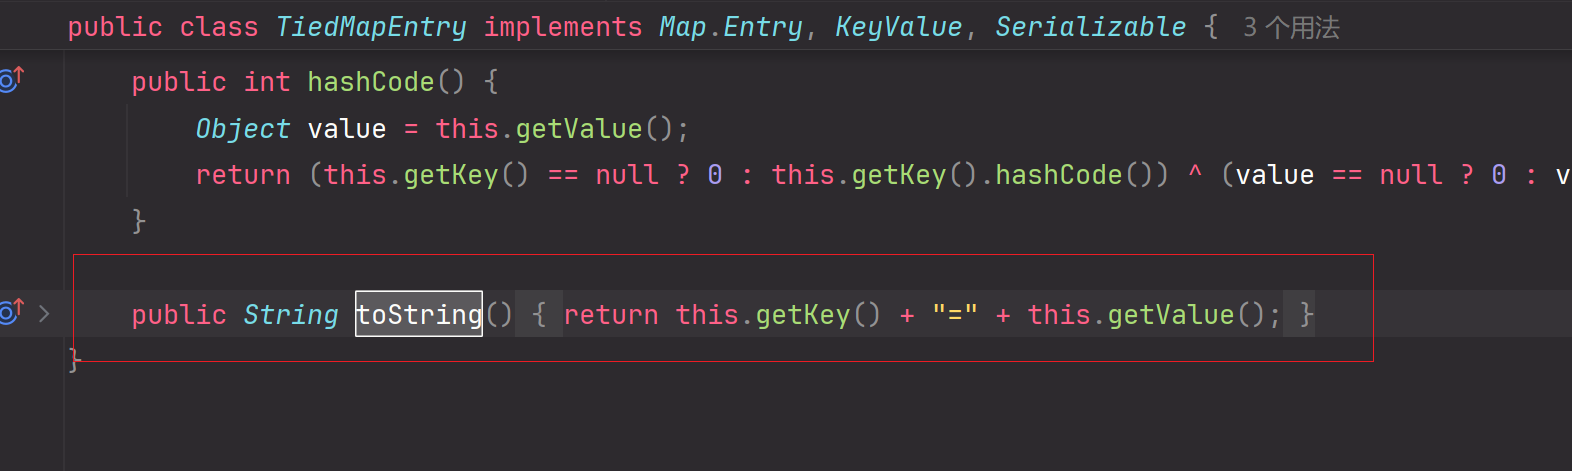 public class TiedMapEntry implements Map.Entry, KeyValue, Serializable { 3 个用法
public int hashCode() {
Object value = this.getValue();
return (this.getKey() == null ? 0 : this.getKey().hashCode()) ^ (value == null ? 0 : v
}
public String toString() { return this.getKey() + "=" + this.getValue(); }
}